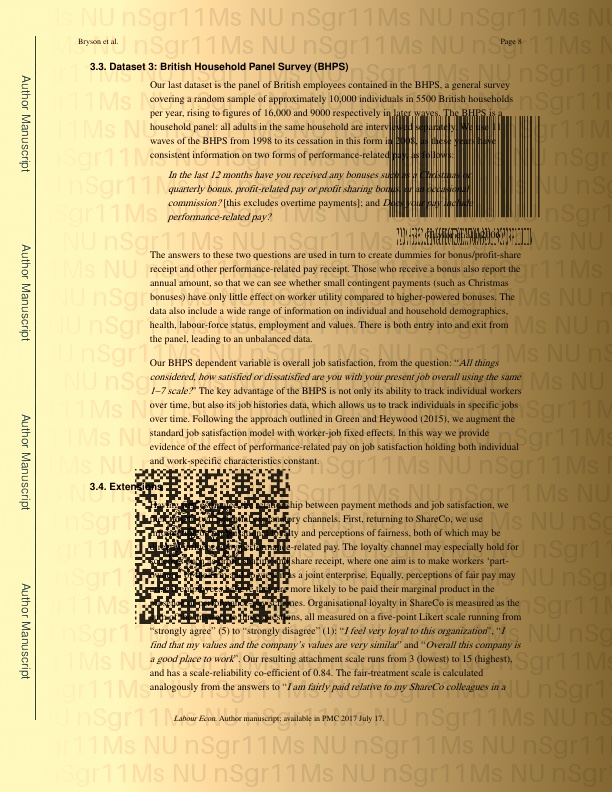 Bryson et al.
Page 8
3.3. Dataset 3: British Household Panel Survey (BHPS)
Our last dataset is the panel of British employees contained in the BHPS, a general survey
covering a random sample of approximately 10,000 individuals in 5500 British households
per year, rising to figures of 16,000 and 9000 respectively in later waves. The BHPS is a
household panel: all adults in the same household are interviewed separately. We use 11
waves of the BHPS from 1998 to its cessation in this form in 2008, as these years have
consistent information on two forms of performance-related pay, as follows:
In the last 12 months have you received any bonuses such as a Christmas or
quarterly bonus, profit-related pay or profit sharing bonus, or an occasional
commission? [this excludes overtime payments]; and Does your pay include
performance-related pay?
The answers to these two questions are used in turn to create dummies for bonus/profit-share
receipt and other performance-related pay receipt. Those who receive a bonus also report the
annual amount, so that we can see whether small contingent payments (such as Christmas
bonuses) have only little effect on worker utility compared to higher-powered bonuses. The
data also include a wide range of information on individual and household demographics,
health, labour-force status, employment and values. There is both entry into and exit from
the panel, leading to an unbalanced data.
Our BHPS dependent variable is overall job satisfaction, from the question: “All things
considered, how satisfied or dissatisfied are you with your present job overall using the same
1–7 scale?” The key advantage of the BHPS is not only its ability to track individual workers
over time, but also its job histories data, which allows us to track individuals in specific jobs
over time. Following the approach outlined in Green and Heywood (2015), we augment the
standard job satisfaction model with worker-job fixed effects. In this way we provide
evidence of the effect of performance-related pay on job satisfaction holding both individual
and work-specific characteristics constant.
3.4. Extensions
between payment methods and job satisfaction, we
channels. First, returning to ShareCo, we use
and perceptions of fairness, both of which may be
pay. The loyalty channel may especially hold for
receipt, where one aim is to make workers ‘part-
as a joint enterprise. Equally, perceptions of fair pay may
more likely to be paid their marginal product in the
Organisational loyalty in ShareCo is measured as the
all measured on a five-point Likert scale running from
“strongly agree” (5) to “strongly disagree” (1): “I feel very loyal to this organization”, “I
find that my values and the company’s values are very similar” and “Overall this company is
a good place to work”. Our resulting attachment scale runs from 3 (lowest) to 15 (highest),
and has a scale-reliability co-efficient of 0.84. The fair-treatment scale is calculated
analogously from the answers to “I am fairly paid relative to my ShareCo colleagues in a
Labour Econ. Author manuscript; available in PMC 2017 July 17.
Author Manuscript
Author Manuscript
Author Manuscript
Author Manuscript